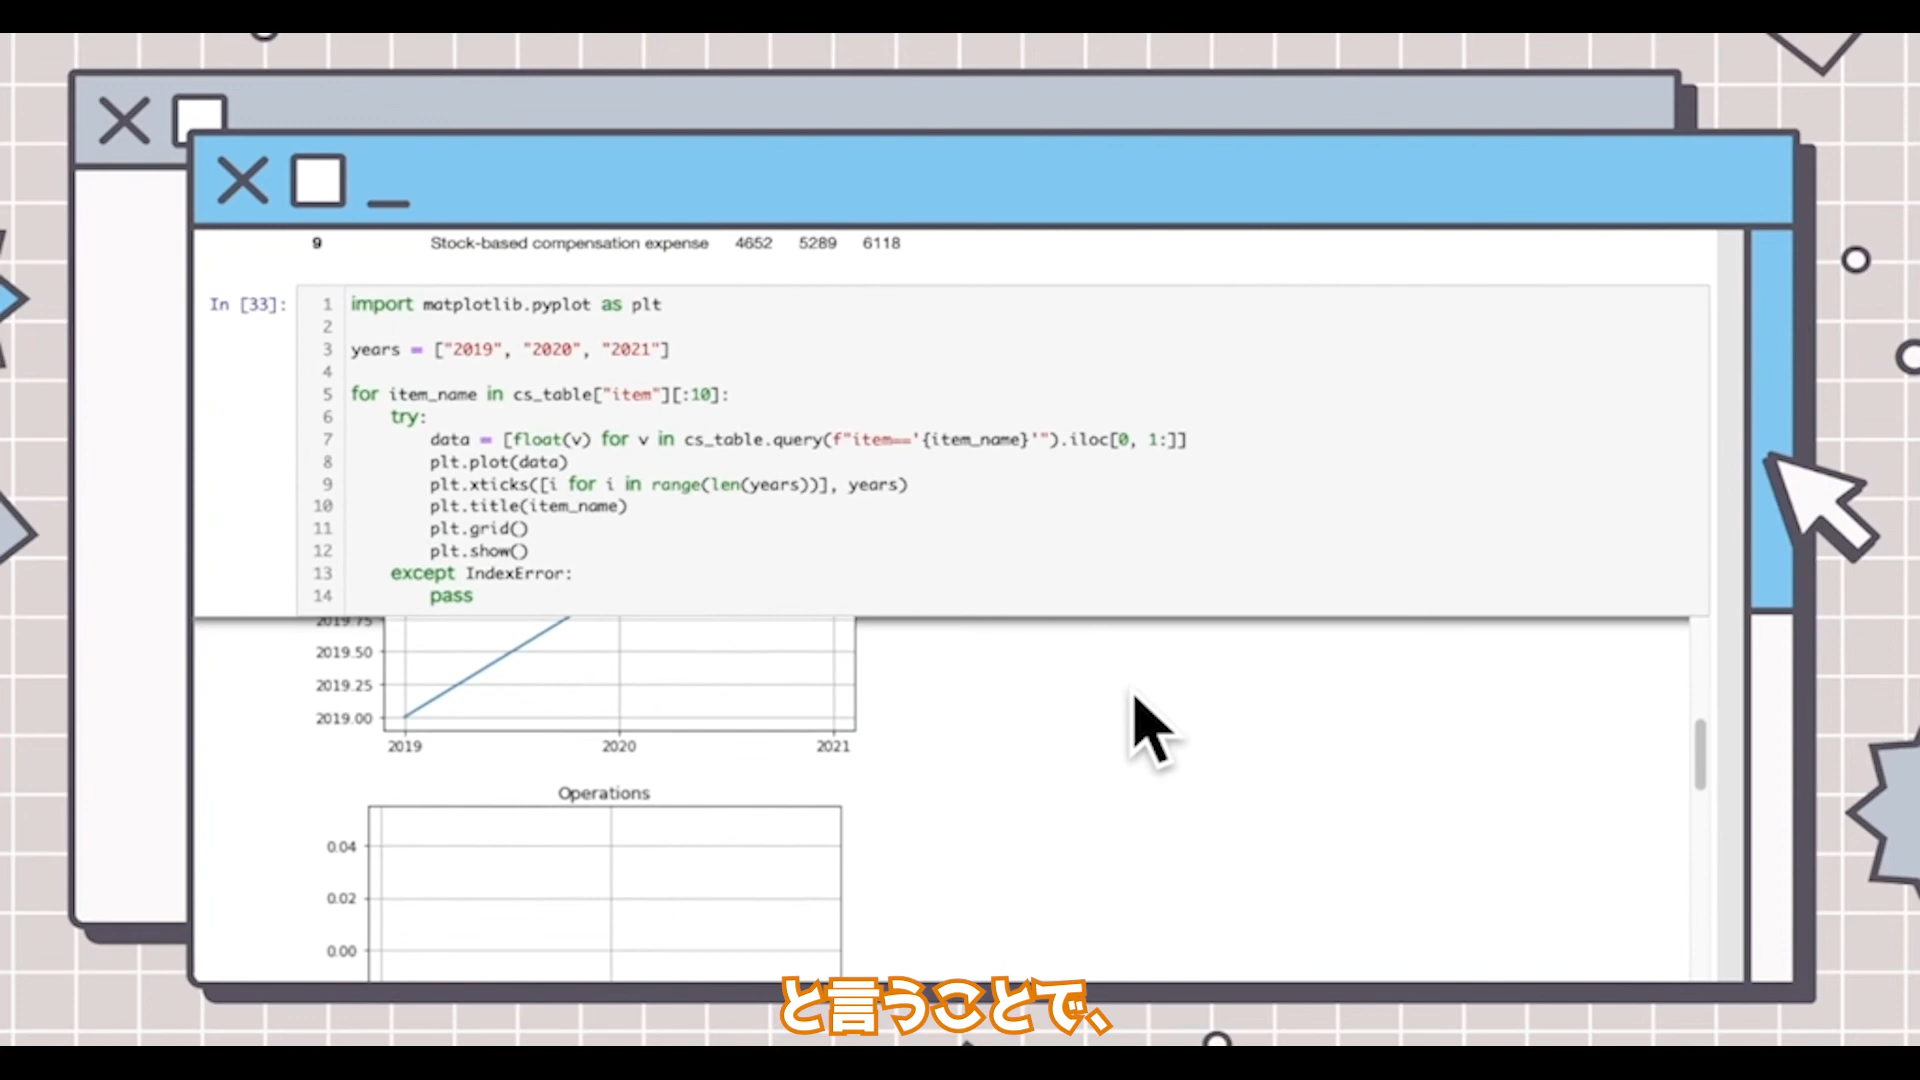 9 Stock-based compensation expense 4652 5289 6118
In [33]:
1 import matplotlib.pyplot as plt
2
3 years = ["2019", "2020", "2021"]
4
5 for item_name in cs_table["item"][:10]:
6     try:
7         data = [float(v) for v in cs_table.query(f"item=='{item_name}'").iloc[0, 1:]]
8         plt.plot(data)
9         plt.xticks([i for i in range(len(years))], years)
10         plt.title(item_name)
11         plt.grid()
12         plt.show()
13     except IndexError:
14         pass
2019.75
2019.50
2019.25
2019.00
2019 2020 2021
Operations
0.04
0.02
0.00
と言うことで、